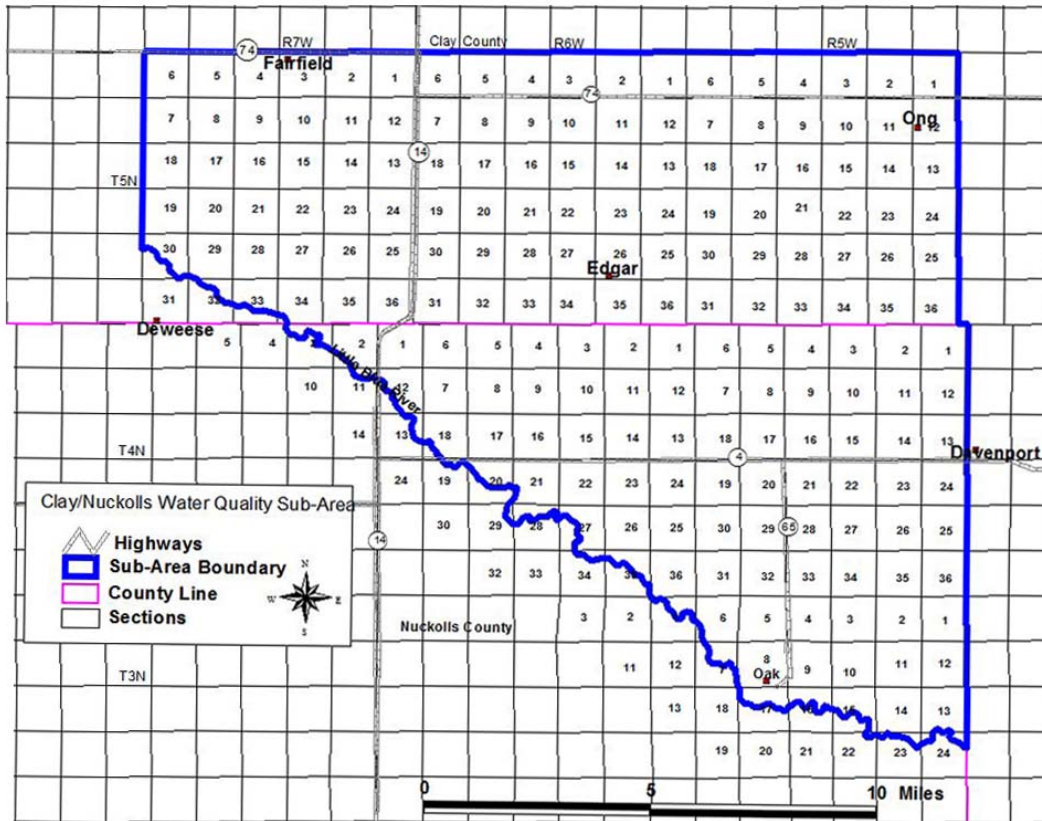 R7W Clay County R6W R5W
74
Fairfield
6 5 4 3 2 1 6 5 4 3 2 1 6 5 4 3 2 1
74
Ong
7 8 9 10 11 12 7 8 9 10 11 12 7 8 9 10 11 12
14
18 17 16 15 14 13 18 17 16 15 14 13 18 17 16 15 14 13
T5N
19 20 21 22 23 24 19 20 21 22 23 24 19 20 21 22 23 24
30 29 28 27 26 25 30 29 28 27 26 25 30 29 28 27 26 25
Edgar
31 32 33 34 35 36 31 32 33 34 35 36 31 32 33 34 35 36
Deweese
5 4 2 1 6 5 4 3 2 1 6 5 4 3 2 1
Little Blue River
10 11 12 7 8 9 10 11 12 7 8 9 10 11 12
14 13 18 17 16 15 14 13 18 17 16 15 14 13
T4N
4
Davenport
24 19 20 21 22 23 24 19 20 21 22 23 24
Clay/Nuckolls Water Quality Sub-Area
30 29 28 27 26 25 30 29 28 27 26 25
65
14
Highways
Sub-Area Boundary
County Line
Sections
N
W E
S
32 33 34 35 36 31 32 33 34 35 36
Nuckolls County
3 2 6 5 4 3 2 1
T3N
11 12 7 8 9 10 11 12
Oak
13 18 17 16 15 14 13
19 20 21 22 23 24
0 5 10 Miles